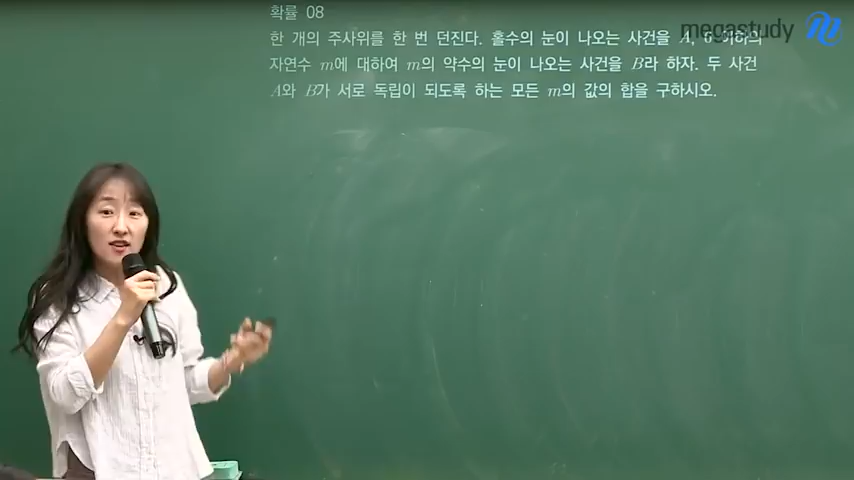 확률 08
한 개의 주사위를 한 번 던진다. 홀수의 눈이 나오는 사건을 A, 6 이하의
자연수 m에 대하여 m의 약수의 눈이 나오는 사건을 B라 하자. 두 사건
A와 B가 서로 독립이 되도록 하는 모든 m의 값의 합을 구하시오.
megastudy